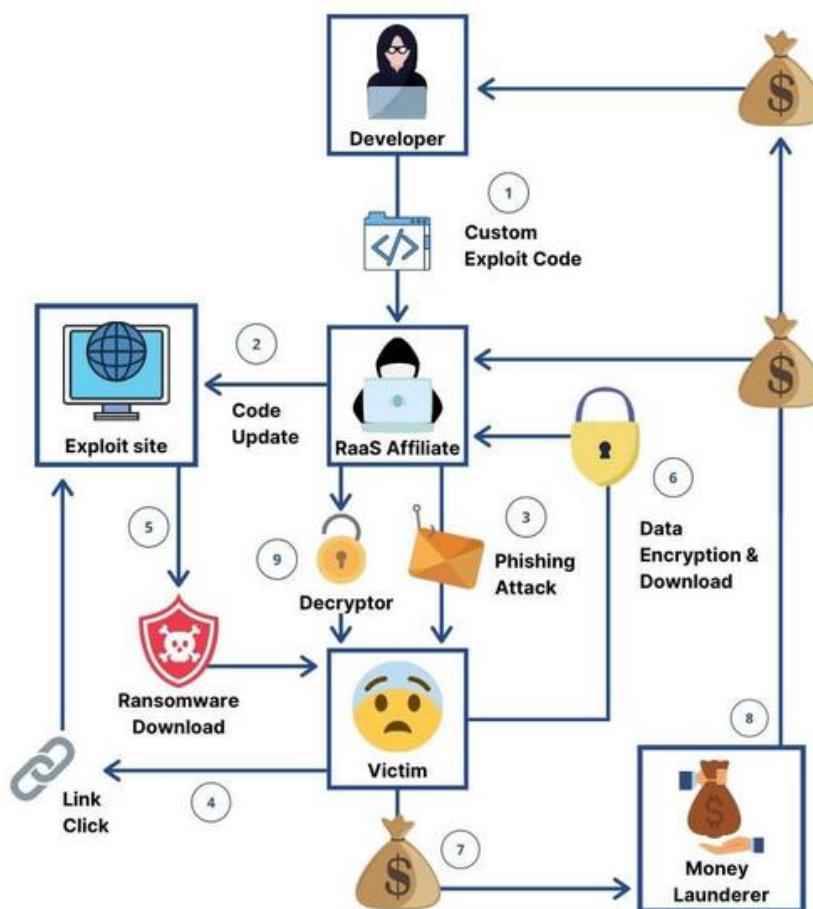 Developer
1
Custom
Exploit Code
2
Code
Update
Exploit site
RaaS Affiliate
6
Data
Encryption &
Download
5
9
Decryptor
3
Phishing
Attack
Ransomware
Download
Victim
4
Link
Click
7
8
Money
Launderer
$
$
$
$